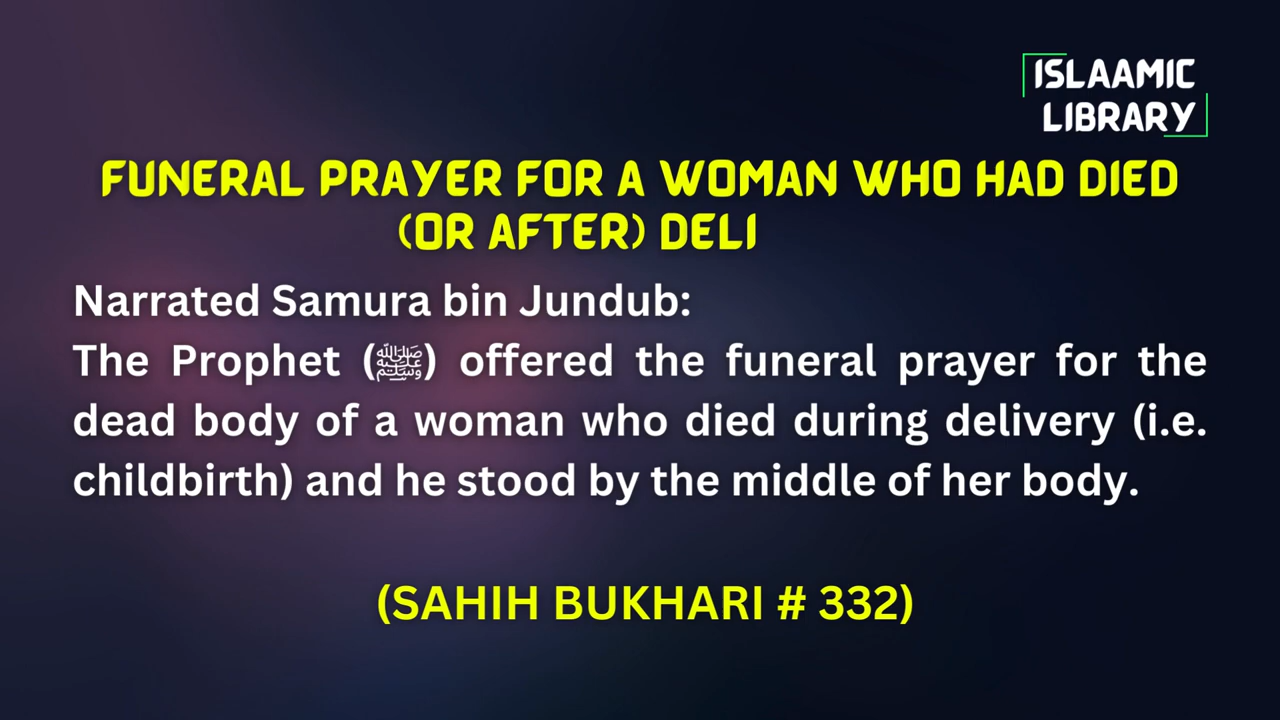 ISLAAMIC
LIBRARY
FUNERAL PRAYER FOR A WOMAN WHO HAD DIED
(OR AFTER) DELI
Narrated Samura bin Jundub:
The Prophet (ﷺ) offered the funeral prayer for the
dead body of a woman who died during delivery (i.e.
childbirth) and he stood by the middle of her body.
(SAHIH BUKHARI # 332)